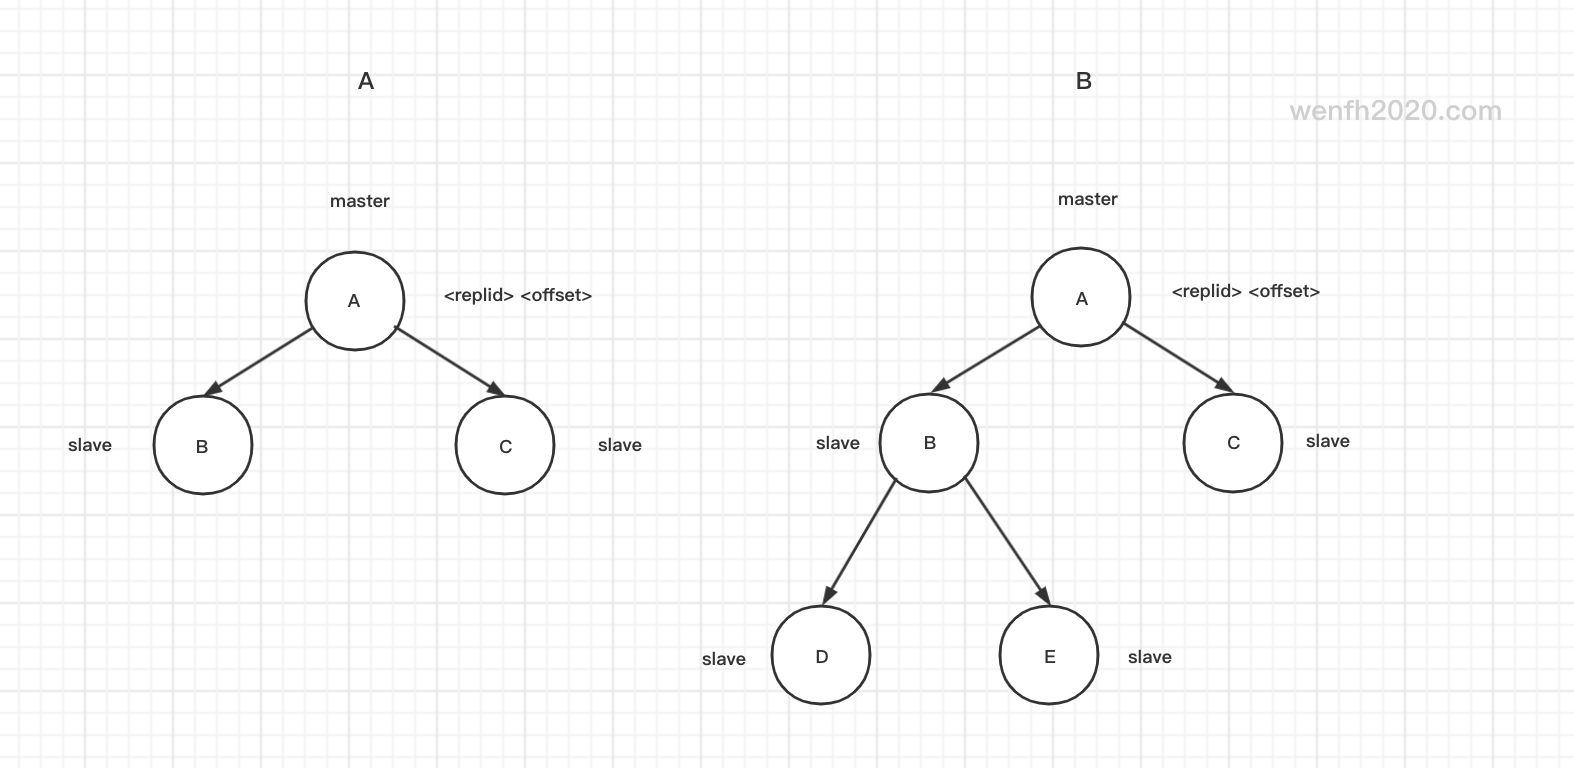 A
master
A
<replid> <offset>
slave
B
C
slave
B
wenfh2020.com
master
A
<replid> <offset>
slave
B
C
slave
slave
D
E
slave